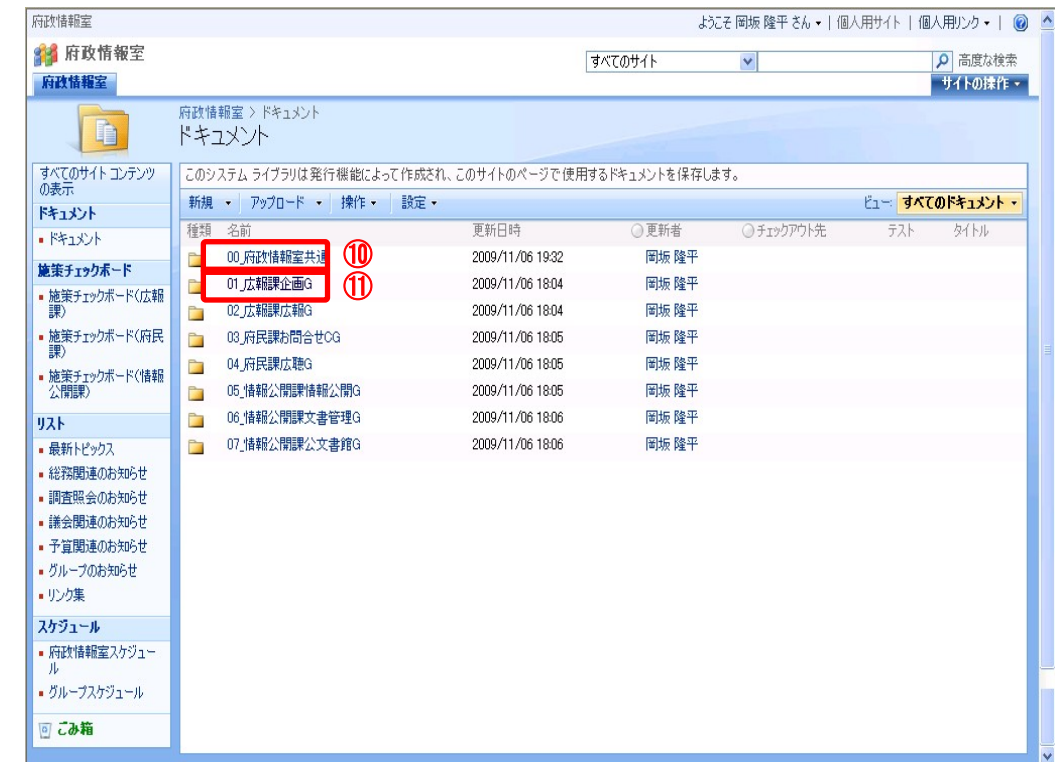 府政情報室
ようこそ 岡坂 隆平 さん ▾ | 個人用サイト | 個人用リンク ▾ |
府政情報室
すべてのサイト
高度な検索
府政情報室
サイトの操作 ▾
府政情報室 > ドキュメント
ドキュメント
すべてのサイト コンテンツ
の表示
ドキュメント
ドキュメント
施策チェックボード
施策チェックボード(広報
課)
施策チェックボード(府民
課)
施策チェックボード(情報
公開課)
リスト
最新トピックス
総務関連のお知らせ
調査照会のお知らせ
議会関連のお知らせ
予算関連のお知らせ
グループのお知らせ
リンク集
スケジュール
府政情報室スケジュー
ル
グループスケジュール
ごみ箱
このシステム ライブラリは発行機能によって作成され、このサイトのページで使用するドキュメントを保存します。
新規 ▾ アップロード ▾ 操作 ▾ 設定 ▾ ビュー: すべてのドキュメント ▾
種類 名前 更新日時 更新者 チェックアウト先 テスト タイトル
00_府政情報室共通 ⑩ 2009/11/06 19:32 岡坂 隆平
01_広報課企画G ⑪ 2009/11/06 18:04 岡坂 隆平
02_広報課広報G 2009/11/06 18:04 岡坂 隆平
03_府民課お問合せCG 2009/11/06 18:05 岡坂 隆平
04_府民課広聴G 2009/11/06 18:05 岡坂 隆平
05_情報公開課情報公開G 2009/11/06 18:05 岡坂 隆平
06_情報公開課文書管理G 2009/11/06 18:06 岡坂 隆平
07_情報公開課公文書館G 2009/11/06 18:06 岡坂 隆平